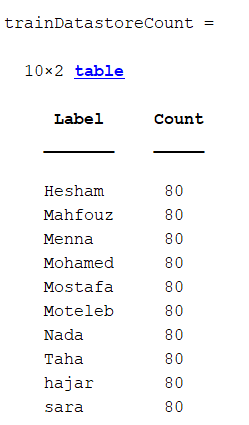 trainDatastoreCount =
10×2 table
Label Count
Hesham 80
Mahfouz 80
Menna 80
Mohamed 80
Mostafa 80
Moteleb 80
Nada 80
Taha 80
hajar 80
sara 80